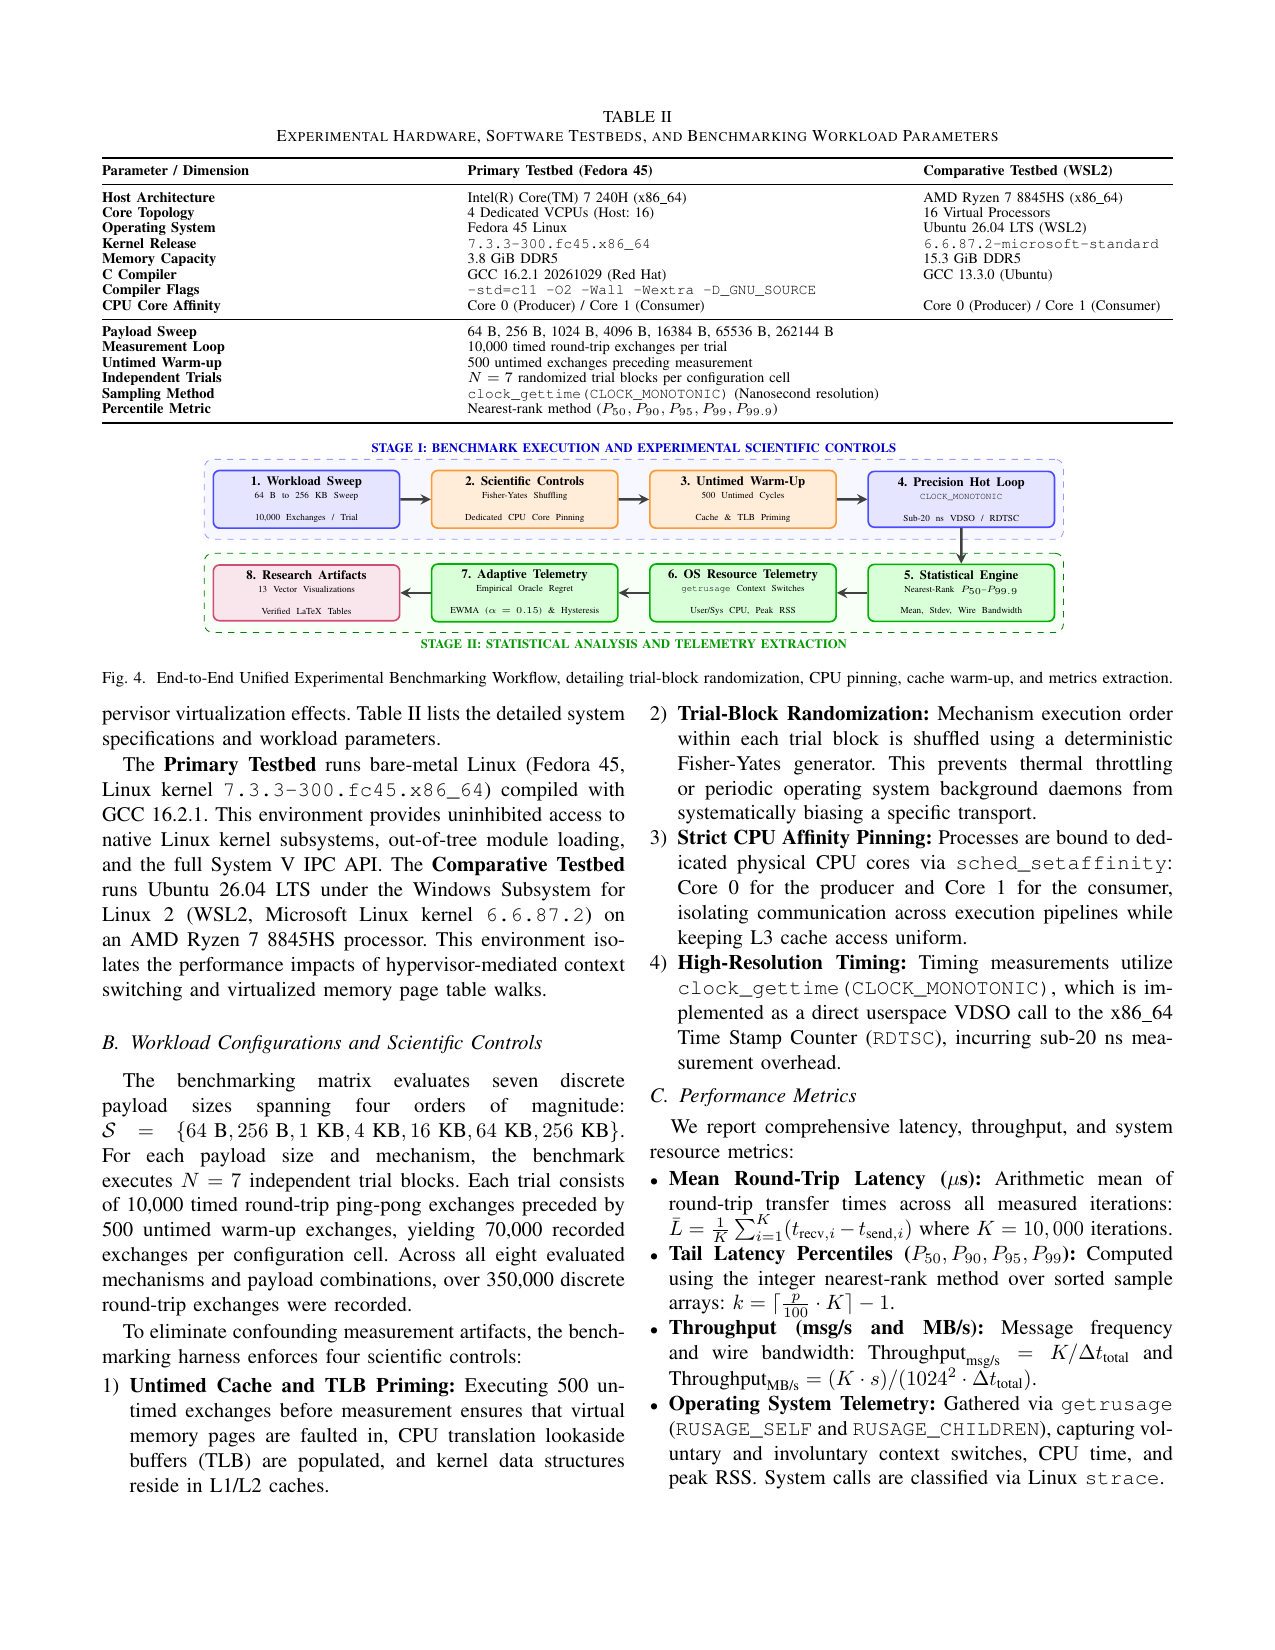 TABLE II
EXPERIMENTAL HARDWARE, SOFTWARE TESTBEDS, AND BENCHMARKING WORKLOAD PARAMETERS
Parameter / Dimension Primary Testbed (Fedora 45) Comparative Testbed (WSL2)
Host Architecture Intel(R) Core(TM) 7 240H (x86_64) AMD Ryzen 7 8845HS (x86_64)
Core Topology 4 Dedicated VCPUs (Host: 16) 16 Virtual Processors
Operating System Fedora 45 Linux Ubuntu 26.04 LTS (WSL2)
Kernel Release 7.3.3-300.fc45.x86_64 6.6.87.2-microsoft-standard
Memory Capacity 3.8 GiB DDR5 15.3 GiB DDR5
C Compiler GCC 16.2.1 20261029 (Red Hat) GCC 13.3.0 (Ubuntu)
Compiler Flags -std=c11 -O2 -Wall -Wextra -D_GNU_SOURCE
CPU Core Affinity Core 0 (Producer) / Core 1 (Consumer) Core 0 (Producer) / Core 1 (Consumer)
Payload Sweep 64 B, 256 B, 1024 B, 4096 B, 16384 B, 65536 B, 262144 B
Measurement Loop 10,000 timed round-trip exchanges per trial
Untimed Warm-up 500 untimed exchanges preceding measurement
Independent Trials N = 7 randomized trial blocks per configuration cell
Sampling Method clock_gettime(CLOCK_MONOTONIC) (Nanosecond resolution)
Percentile Metric Nearest-rank method (P50, P90, P95, P99, P99.9)
STAGE I: BENCHMARK EXECUTION AND EXPERIMENTAL SCIENTIFIC CONTROLS
1. Workload Sweep
64 B to 256 KB Sweep
10,000 Exchanges / Trial
2. Scientific Controls
Fisher-Yates Shuffling
Dedicated CPU Core Pinning
3. Untimed Warm-Up
500 Untimed Cycles
Cache & TLB Priming
4. Precision Hot Loop
CLOCK_MONOTONIC
Sub-20 ns VDSO / RDTSC
8. Research Artifacts
13 Vector Visualizations
Verified LaTeX Tables
7. Adaptive Telemetry
Empirical Oracle Regret
EWMA (α = 0.15) & Hysteresis
6. OS Resource Telemetry
getrusage Context Switches
User/Sys CPU, Peak RSS
5. Statistical Engine
Nearest-Rank P50–P99.9
Mean, Stdev, Wire Bandwidth
STAGE II: STATISTICAL ANALYSIS AND TELEMETRY EXTRACTION
Fig. 4. End-to-End Unified Experimental Benchmarking Workflow, detailing trial-block randomization, CPU pinning, cache warm-up, and metrics extraction.
pervisor virtualization effects. Table II lists the detailed system
specifications and workload parameters.
The Primary Testbed runs bare-metal Linux (Fedora 45,
Linux kernel 7.3.3-300.fc45.x86_64) compiled with
GCC 16.2.1. This environment provides uninhibited access to
native Linux kernel subsystems, out-of-tree module loading,
and the full System V IPC API. The Comparative Testbed
runs Ubuntu 26.04 LTS under the Windows Subsystem for
Linux 2 (WSL2, Microsoft Linux kernel 6.6.87.2) on
an AMD Ryzen 7 8845HS processor. This environment iso-
lates the performance impacts of hypervisor-mediated context
switching and virtualized memory page table walks.
B. Workload Configurations and Scientific Controls
The benchmarking matrix evaluates seven discrete
payload sizes spanning four orders of magnitude:
S = {64 B, 256 B, 1 KB, 4 KB, 16 KB, 64 KB, 256 KB}.
For each payload size and mechanism, the benchmark
executes N = 7 independent trial blocks. Each trial consists
of 10,000 timed round-trip ping-pong exchanges preceded by
500 untimed warm-up exchanges, yielding 70,000 recorded
exchanges per configuration cell. Across all eight evaluated
mechanisms and payload combinations, over 350,000 discrete
round-trip exchanges were recorded.
To eliminate confounding measurement artifacts, the bench-
marking harness enforces four scientific controls:
1) Untimed Cache and TLB Priming: Executing 500 un-
timed exchanges before measurement ensures that virtual
memory pages are faulted in, CPU translation lookaside
buffers (TLB) are populated, and kernel data structures
reside in L1/L2 caches.
2) Trial-Block Randomization: Mechanism execution order
within each trial block is shuffled using a deterministic
Fisher-Yates generator. This prevents thermal throttling
or periodic operating system background daemons from
systematically biasing a specific transport.
3) Strict CPU Affinity Pinning: Processes are bound to ded-
icated physical CPU cores via sched_setaffinity:
Core 0 for the producer and Core 1 for the consumer,
isolating communication across execution pipelines while
keeping L3 cache access uniform.
4) High-Resolution Timing: Timing measurements utilize
clock_gettime(CLOCK_MONOTONIC), which is im-
plemented as a direct userspace VDSO call to the x86_64
Time Stamp Counter (RDTSC), incurring sub-20 ns mea-
surement overhead.
C. Performance Metrics
We report comprehensive latency, throughput, and system
resource metrics:
• Mean Round-Trip Latency (μs): Arithmetic mean of
round-trip transfer times across all measured iterations:
L̄ = 1/K ∑ᴷᵢ₌₁(t_recv,i − t_send,i) where K = 10,000 iterations.
• Tail Latency Percentiles (P50, P90, P95, P99): Computed
using the integer nearest-rank method over sorted sample
arrays: k = ⌈p/100 · K⌉ − 1.
• Throughput (msg/s and MB/s): Message frequency
and wire bandwidth: Throughput_msg/s = K/Δt_total and
Throughput_MB/s = (K · s)/(1024² · Δt_total).
• Operating System Telemetry: Gathered via getrusage
(RUSAGE_SELF and RUSAGE_CHILDREN), capturing vol-
untary and involuntary context switches, CPU time, and
peak RSS. System calls are classified via Linux strace.